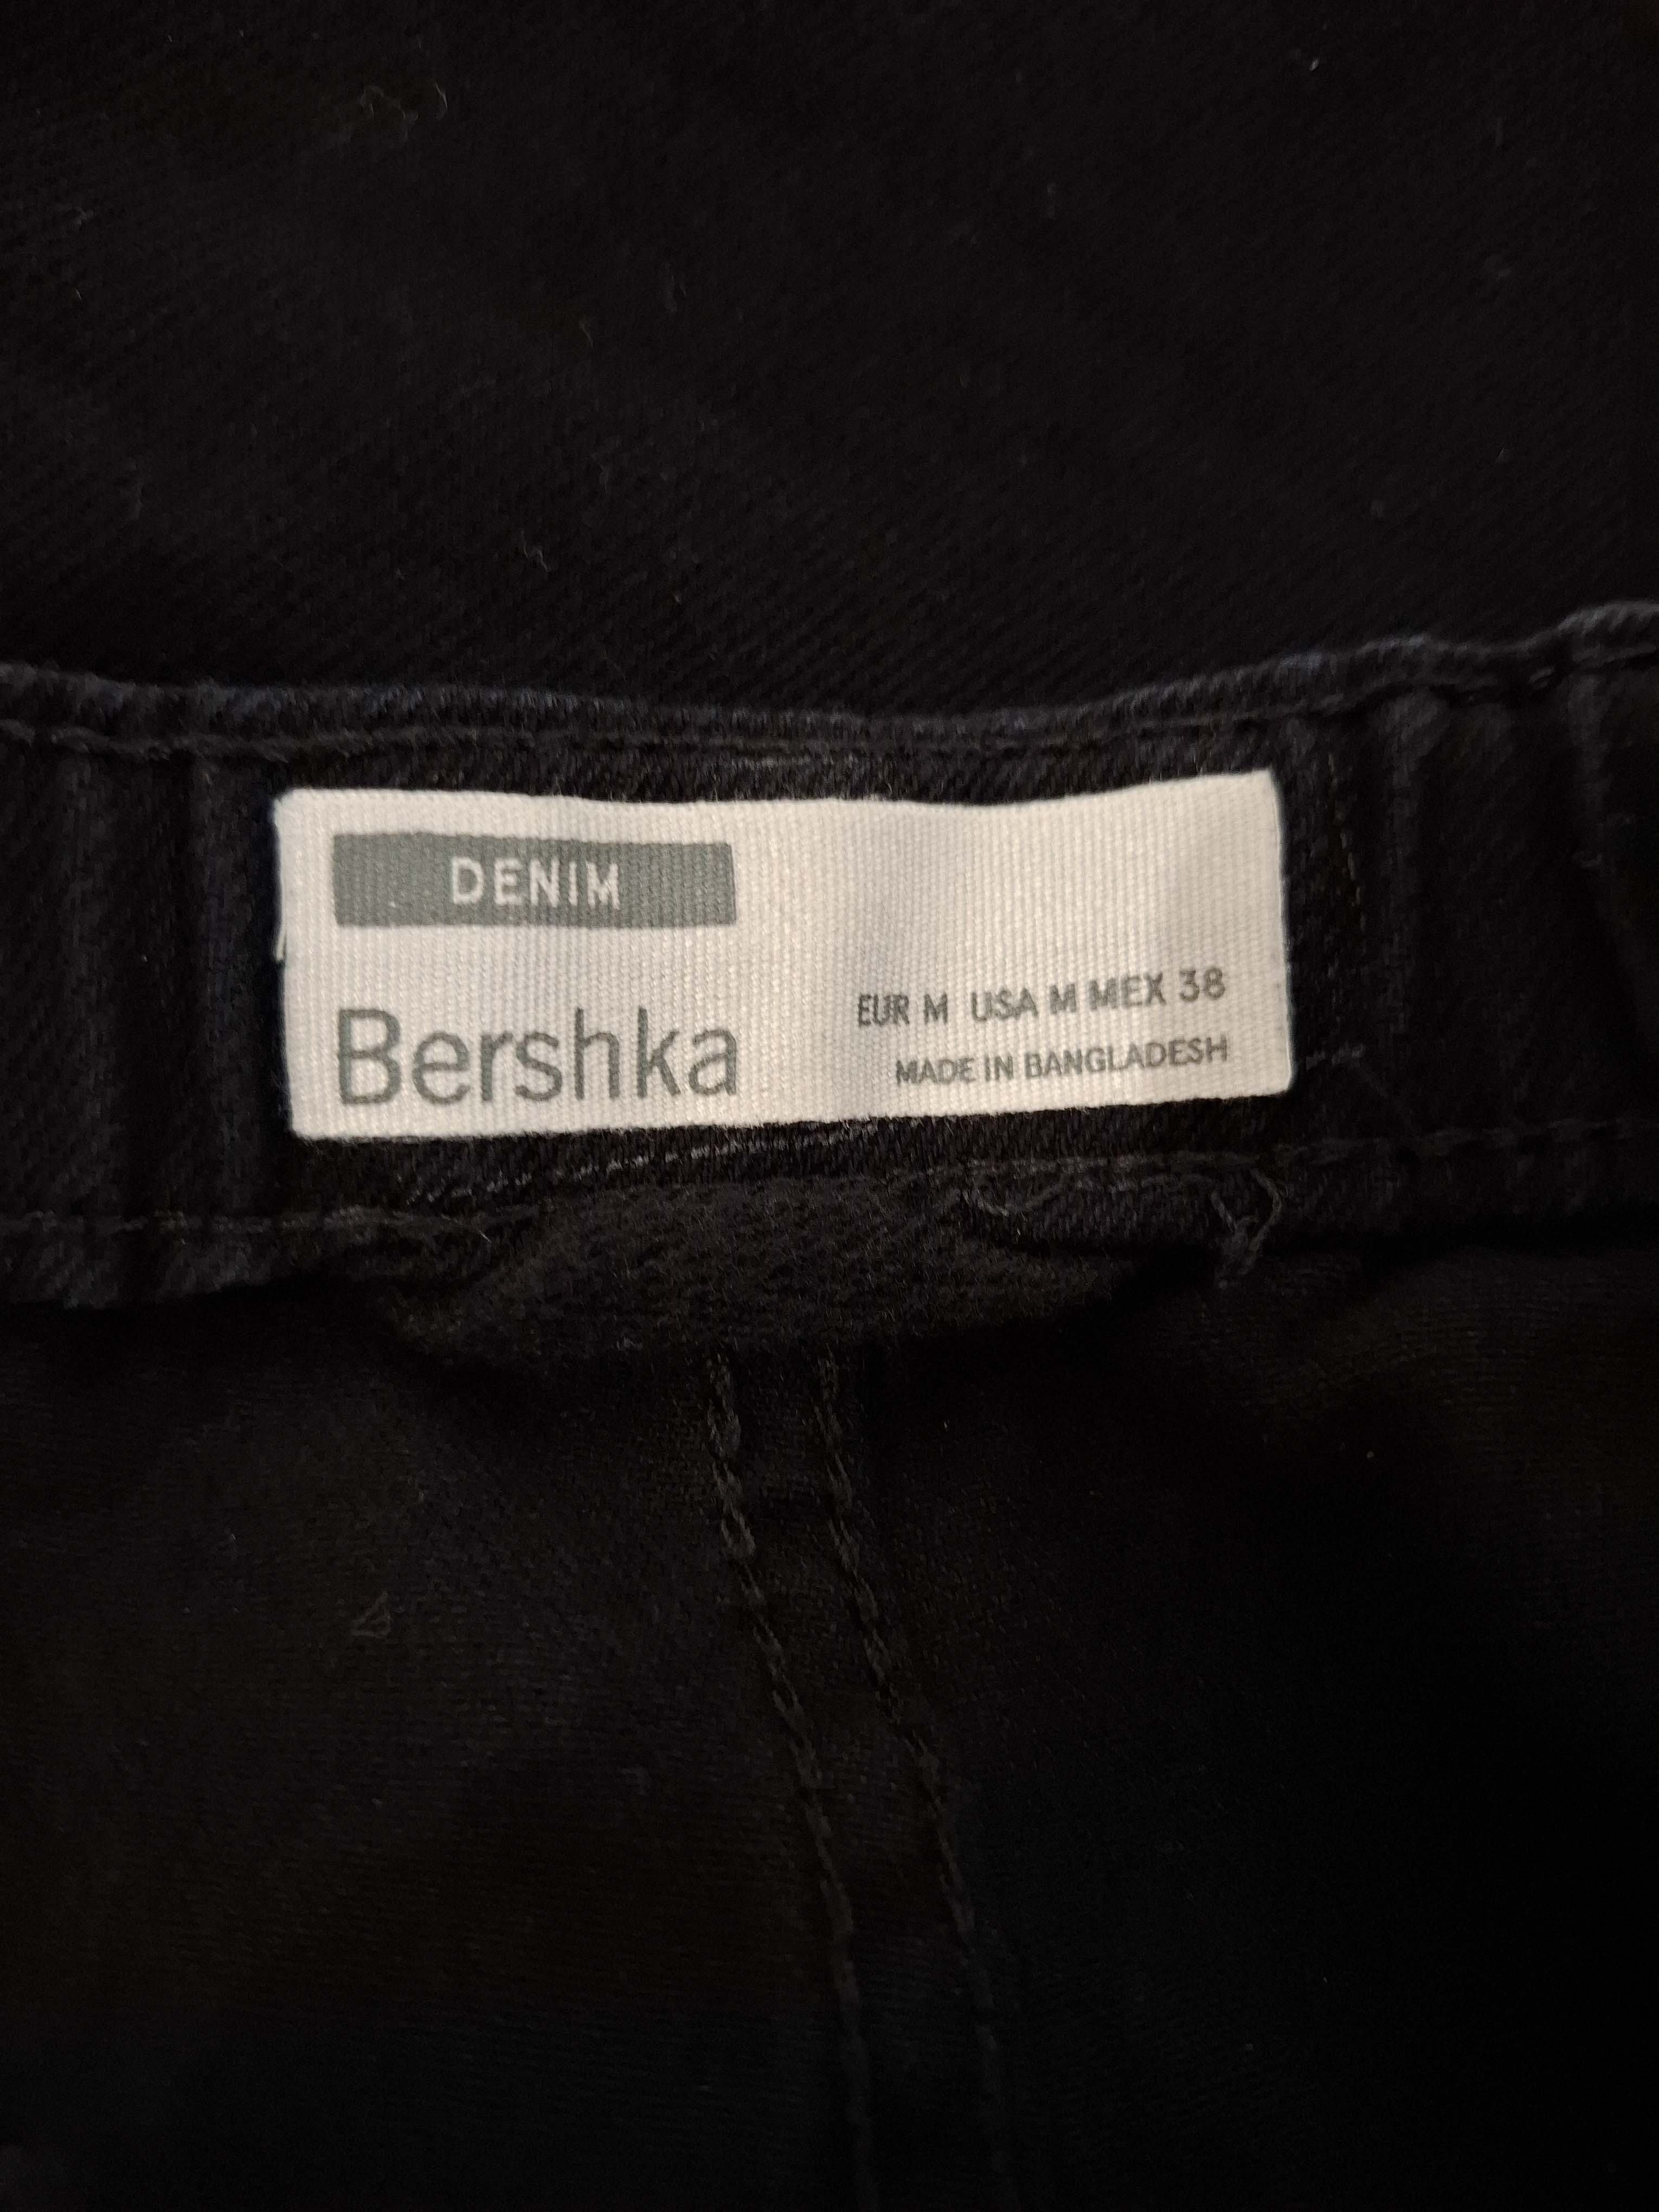 DENIM
Bershka
EUR M USA M MEX 38
MADE IN BANGLADESH